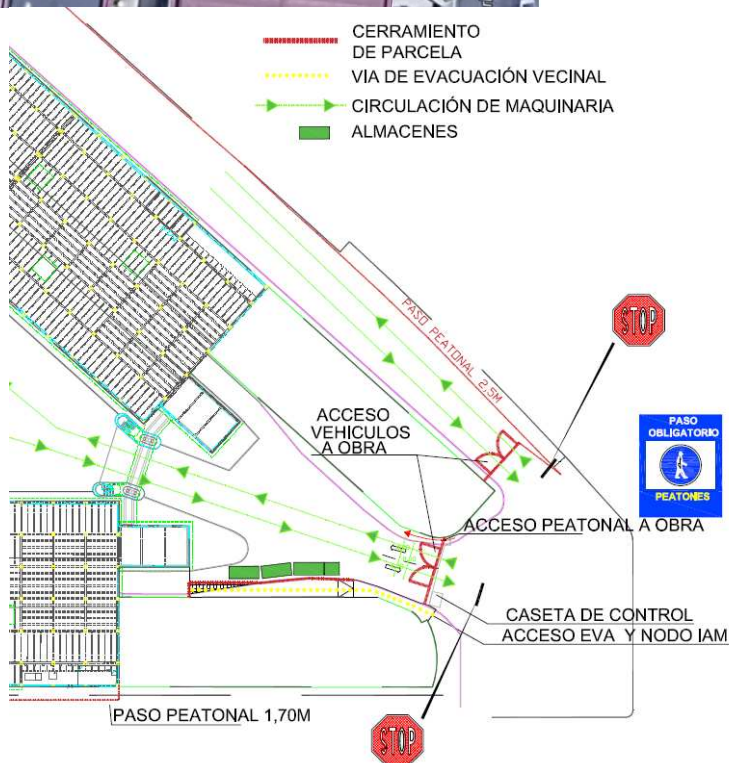 CERRAMIENTO
DE PARCELA
VIA DE EVACUACIÓN VECINAL
CIRCULACIÓN DE MAQUINARIA
ALMACENES
PASO PEATONAL 2,5M
STOP
ACCESO
VEHICULOS
A OBRA
PASO
OBLIGATORIO
PEATONES
ACCESO PEATONAL A OBRA
CASETA DE CONTROL
ACCESO EVA Y NODO IAM
PASO PEATONAL 1,70M
STOP